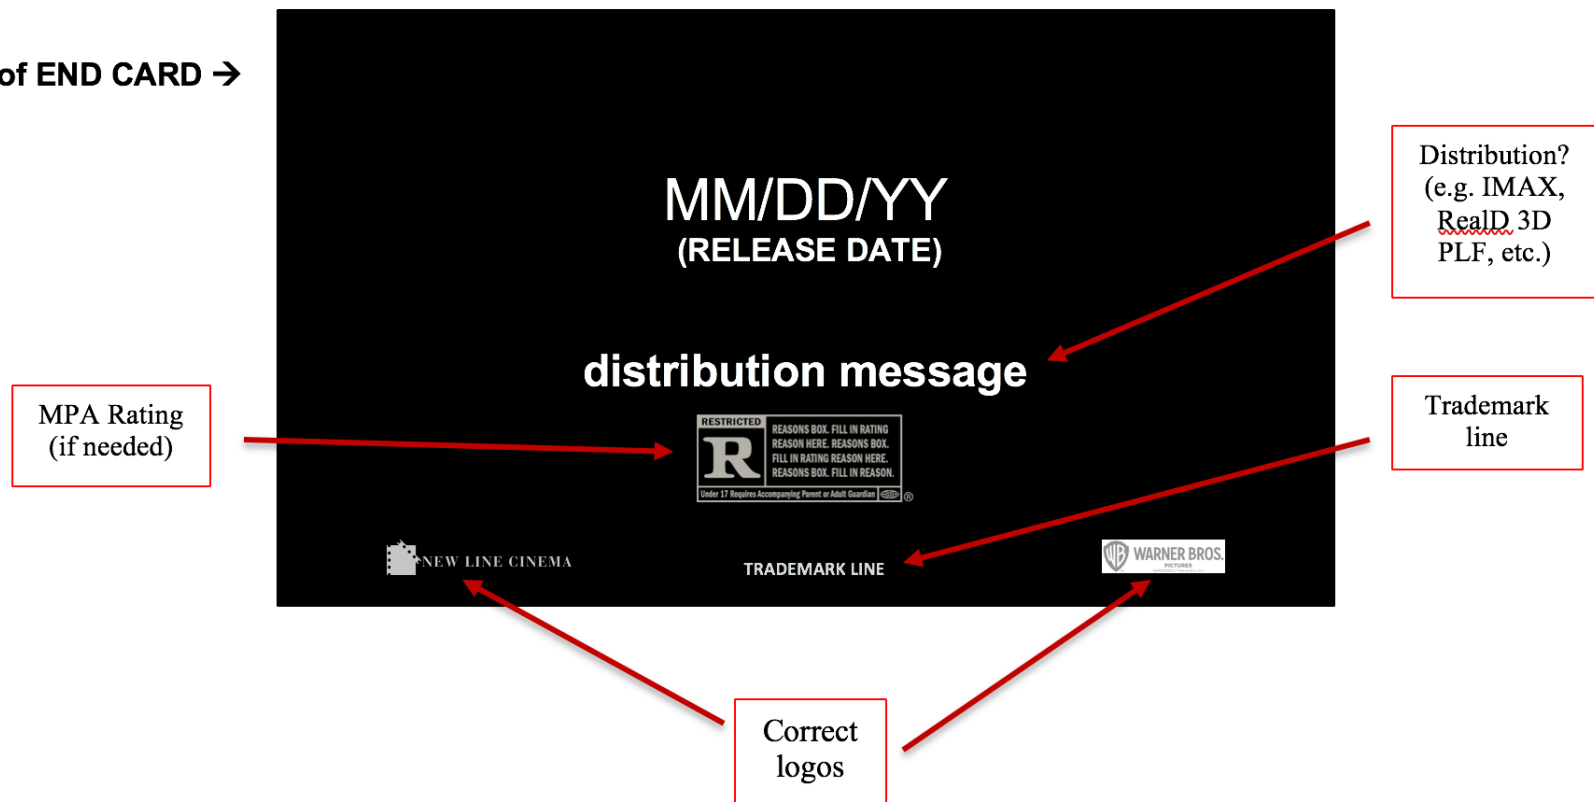 of END CARD →
MM/DD/YY
(RELEASE DATE)
distribution message
RESTRICTED
R
REASONS BOX. FILL IN RATING
REASON HERE. REASONS BOX.
FILL IN RATING REASON HERE.
REASONS BOX. FILL IN REASON.
Under 17 Requires Accompanying Parent or Adult Guardian
®
NEW LINE CINEMA
TRADEMARK LINE
WB WARNER BROS.
PICTURES
Distribution?
(e.g. IMAX,
RealD 3D
PLF, etc.)
MPA Rating
(if needed)
Trademark
line
Correct
logos